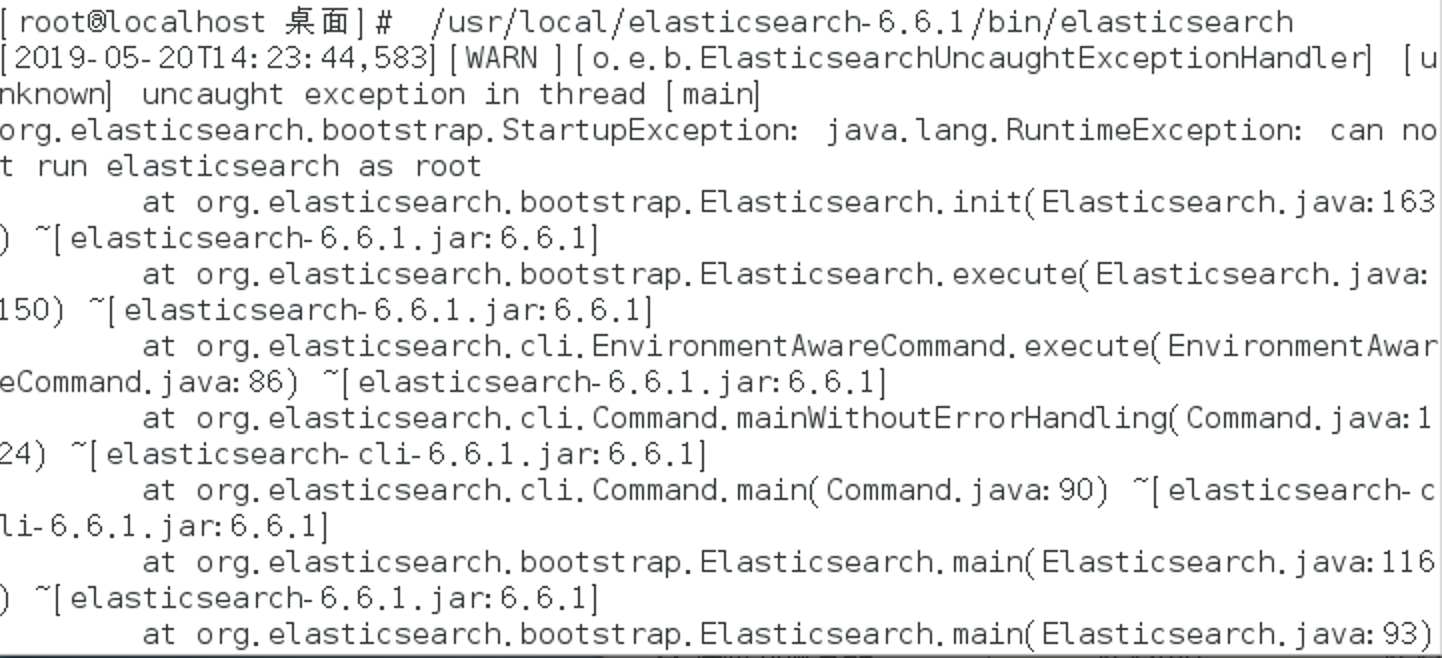 [root@localhost 桌面]#  /usr/local/elasticsearch-6.6.1/bin/elasticsearch
[2019-05-20T14:23:44,583][WARN ][o.e.b.ElasticsearchUncaughtExceptionHandler] [u
nknown] uncaught exception in thread [main]
org.elasticsearch.bootstrap.StartupException: java.lang.RuntimeException: can no
t run elasticsearch as root
        at org.elasticsearch.bootstrap.Elasticsearch.init(Elasticsearch.java:163
) ~[elasticsearch-6.6.1.jar:6.6.1]
        at org.elasticsearch.bootstrap.Elasticsearch.execute(Elasticsearch.java:
150) ~[elasticsearch-6.6.1.jar:6.6.1]
        at org.elasticsearch.cli.EnvironmentAwareCommand.execute(EnvironmentAwar
eCommand.java:86) ~[elasticsearch-6.6.1.jar:6.6.1]
        at org.elasticsearch.cli.Command.mainWithoutErrorHandling(Command.java:1
24) ~[elasticsearch-cli-6.6.1.jar:6.6.1]
        at org.elasticsearch.cli.Command.main(Command.java:90) ~[elasticsearch-c
li-6.6.1.jar:6.6.1]
        at org.elasticsearch.bootstrap.Elasticsearch.main(Elasticsearch.java:116
) ~[elasticsearch-6.6.1.jar:6.6.1]
        at org.elasticsearch.bootstrap.Elasticsearch.main(Elasticsearch.java:93)